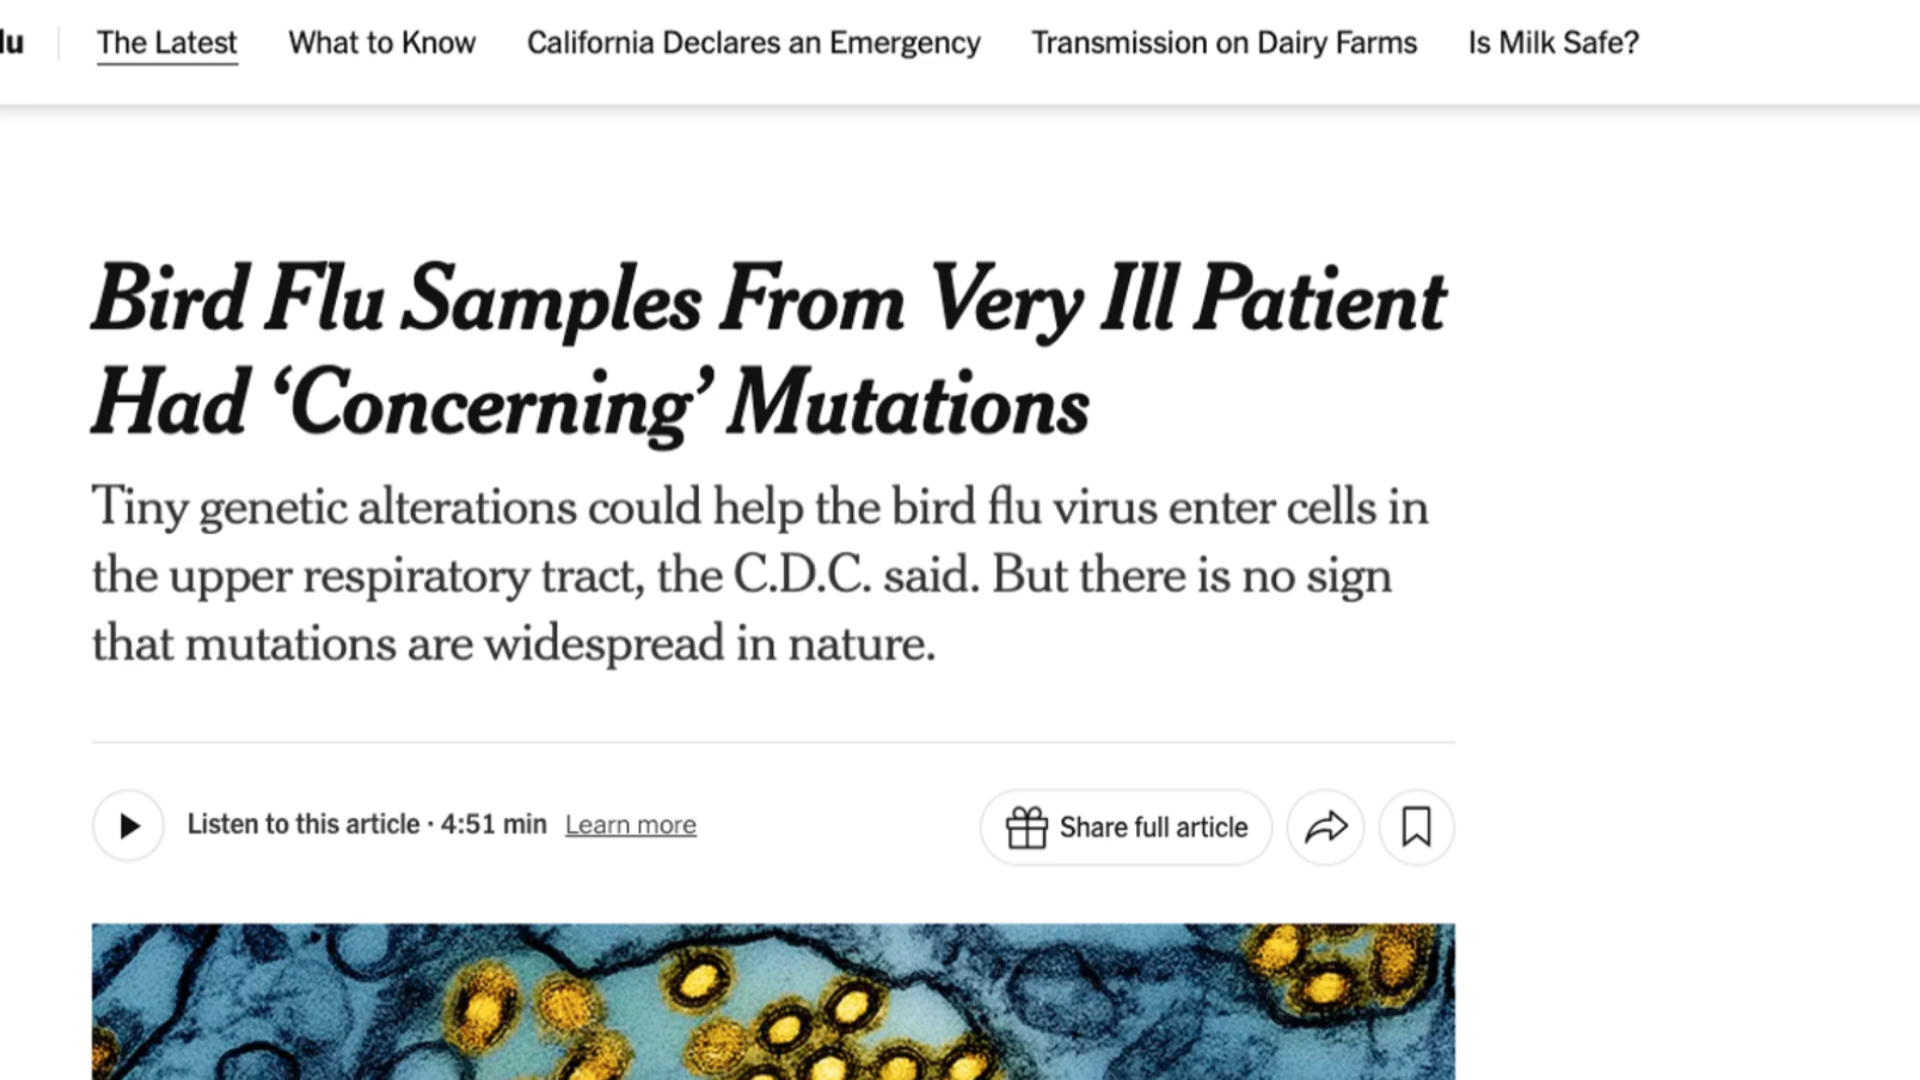 lu The Latest What to Know California Declares an Emergency Transmission on Dairy Farms Is Milk Safe?
Bird Flu Samples From Very Ill Patient
Had ‘Concerning’ Mutations
Tiny genetic alterations could help the bird flu virus enter cells in
the upper respiratory tract, the C.D.C. said. But there is no sign
that mutations are widespread in nature.
Listen to this article · 4:51 min Learn more Share full article